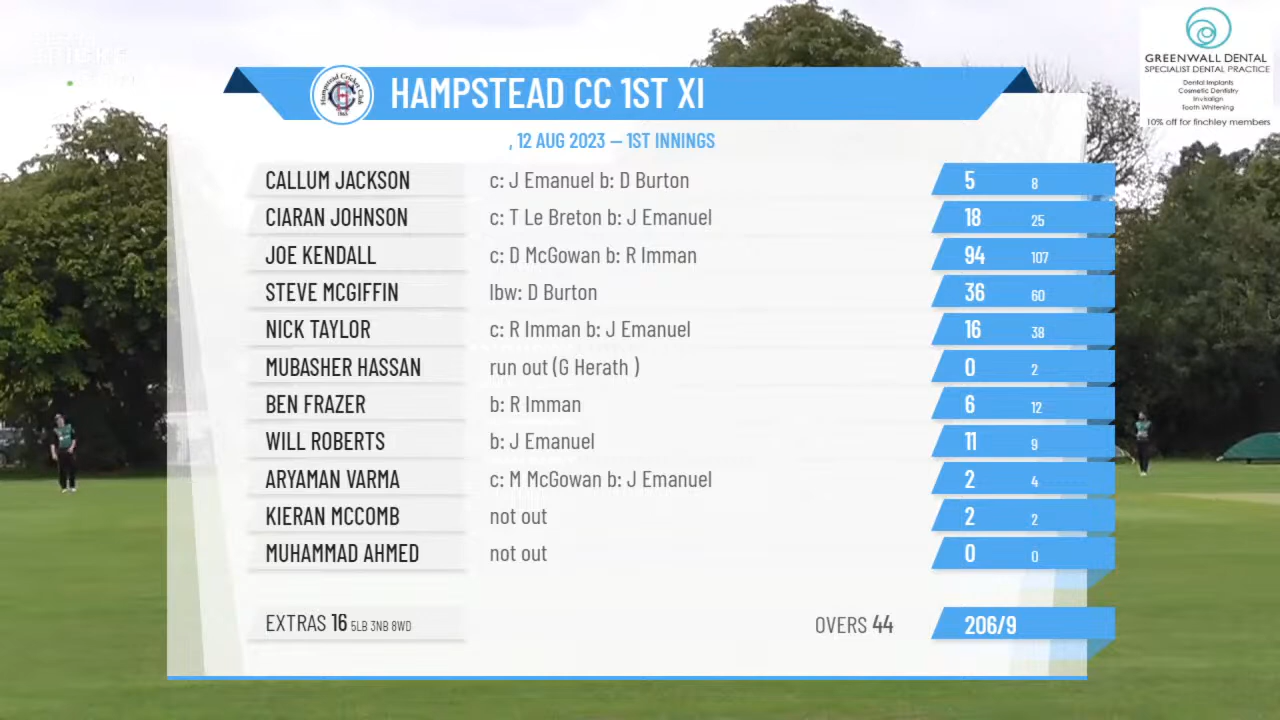 GREENWALL DENTAL
SPECIALIST DENTAL PRACTICE
Dental Implants
Cosmetic Dentistry
Invisalign
Tooth Whitening
10% off for finchley members
HAMPSTEAD CC 1ST XI
, 12 AUG 2023 – 1ST INNINGS
CALLUM JACKSON c: J Emanuel b: D Burton 5 8
CIARAN JOHNSON c: T Le Breton b: J Emanuel 18 25
JOE KENDALL c: D McGowan b: R Imman 94 107
STEVE MCGIFFIN lbw: D Burton 36 60
NICK TAYLOR c: R Imman b: J Emanuel 16 38
MUBASHER HASSAN run out (G Herath ) 0 2
BEN FRAZER b: R Imman 6 12
WILL ROBERTS b: J Emanuel 11 9
ARYAMAN VARMA c: M McGowan b: J Emanuel 2 4
KIERAN MCCOMB not out 2 2
MUHAMMAD AHMED not out 0 0
EXTRAS 16 5LB 3NB 8WD OVERS 44 206/9